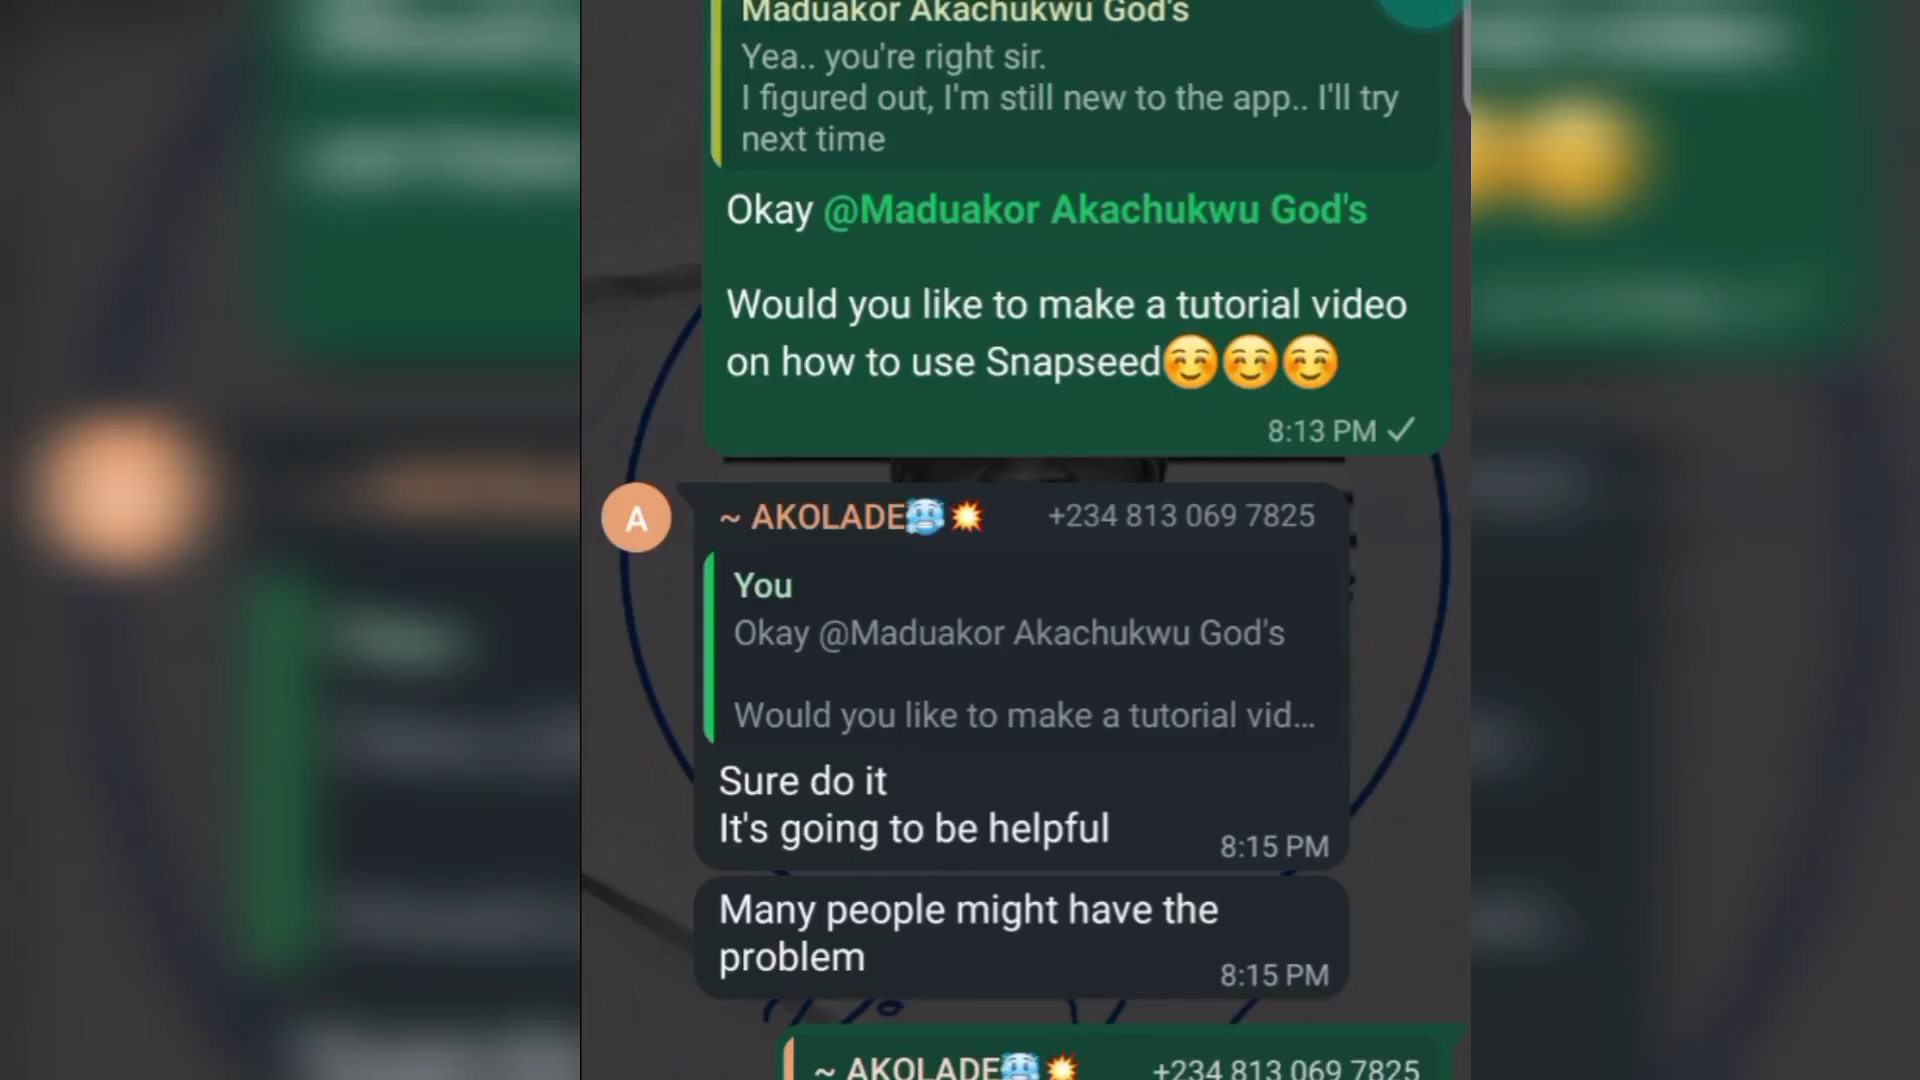 Maduakor Akachukwu God's
Yea.. you're right sir.
I figured out, I'm still new to the app.. I'll try
next time
Okay @Maduakor Akachukwu God's
Would you like to make a tutorial video
on how to use Snapseed☺️☺️☺️
8:13 PM ✓
A
~ AKOLADE🥶💥 +234 813 069 7825
You
Okay @Maduakor Akachukwu God's
Would you like to make a tutorial vid...
Sure do it
It's going to be helpful
8:15 PM
Many people might have the
problem
8:15 PM
~ AKOLADE🥶💥 +234 813 069 7825